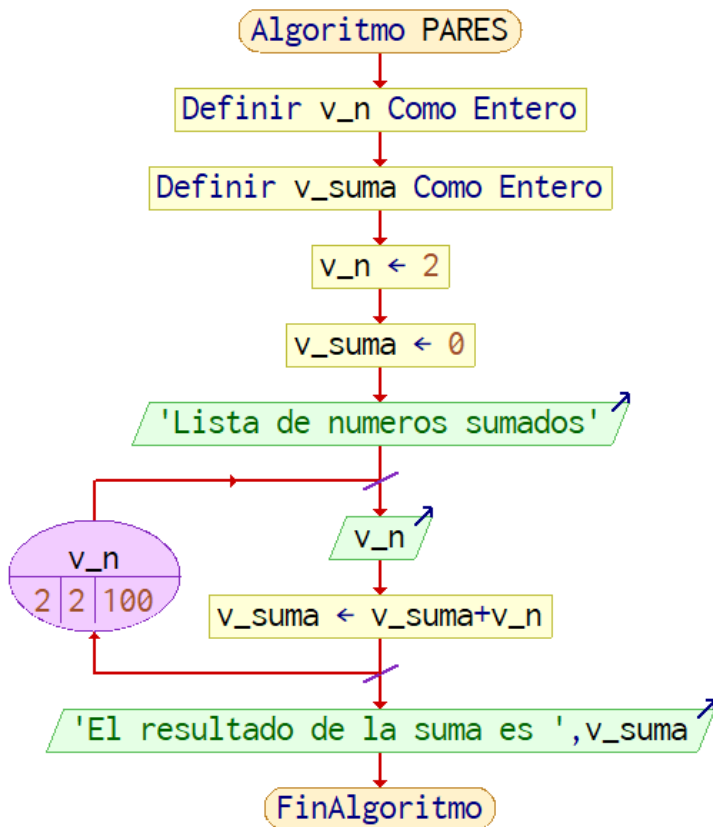 Algoritmo PARES
Definir v_n Como Entero
Definir v_suma Como Entero
v_n ← 2
v_suma ← 0
'Lista de numeros sumados'
v_n
v_n
2 2 100
v_suma ← v_suma+v_n
'El resultado de la suma es ',v_suma
FinAlgoritmo